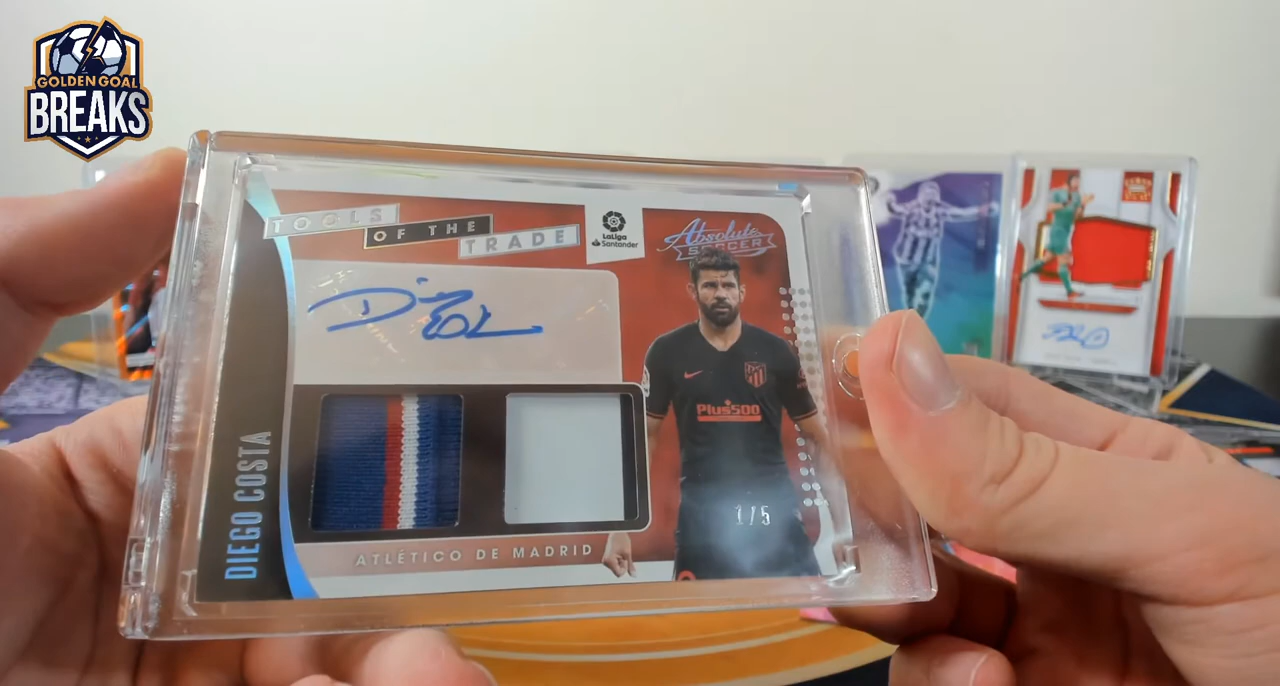 GOLDEN GOAL
BREAKS
TOOLS
OF THE
TRADE
LaLiga
Santander
Absolute
SOCCER
Plus500
1/5
DIEGO COSTA
ATLÉTICO DE MADRID